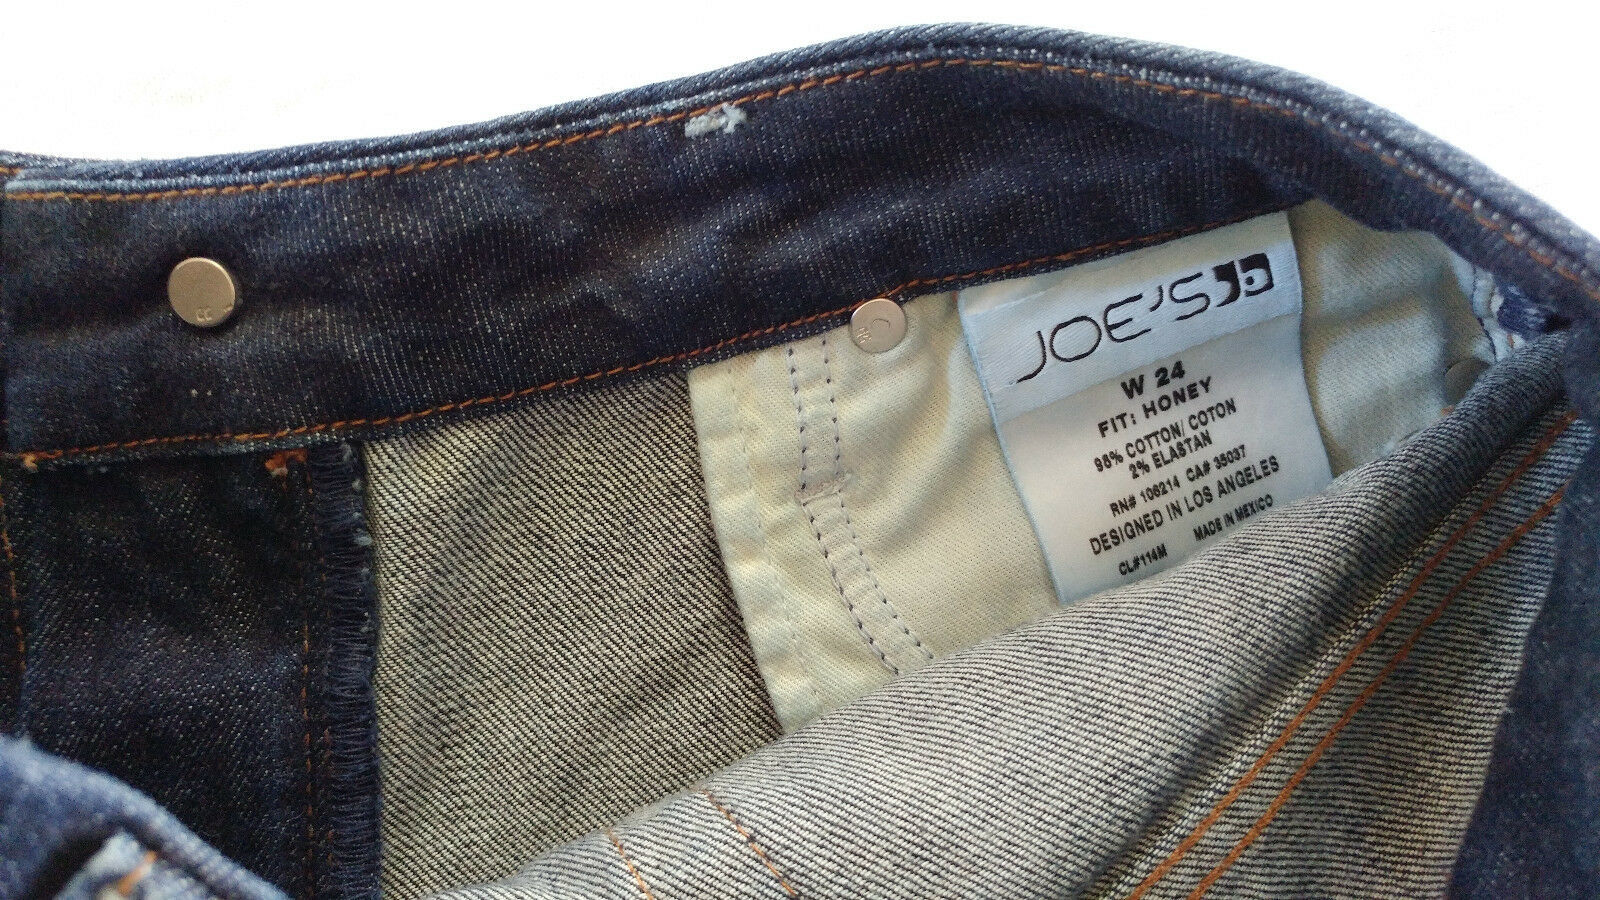 JOE'S
W 24
FIT: HONEY
98% COTTON/ COTON
2% ELASTAN
RN# 106214 CA# 35037
DESIGNED IN LOS ANGELES
CL#114M MADE IN MEXICO